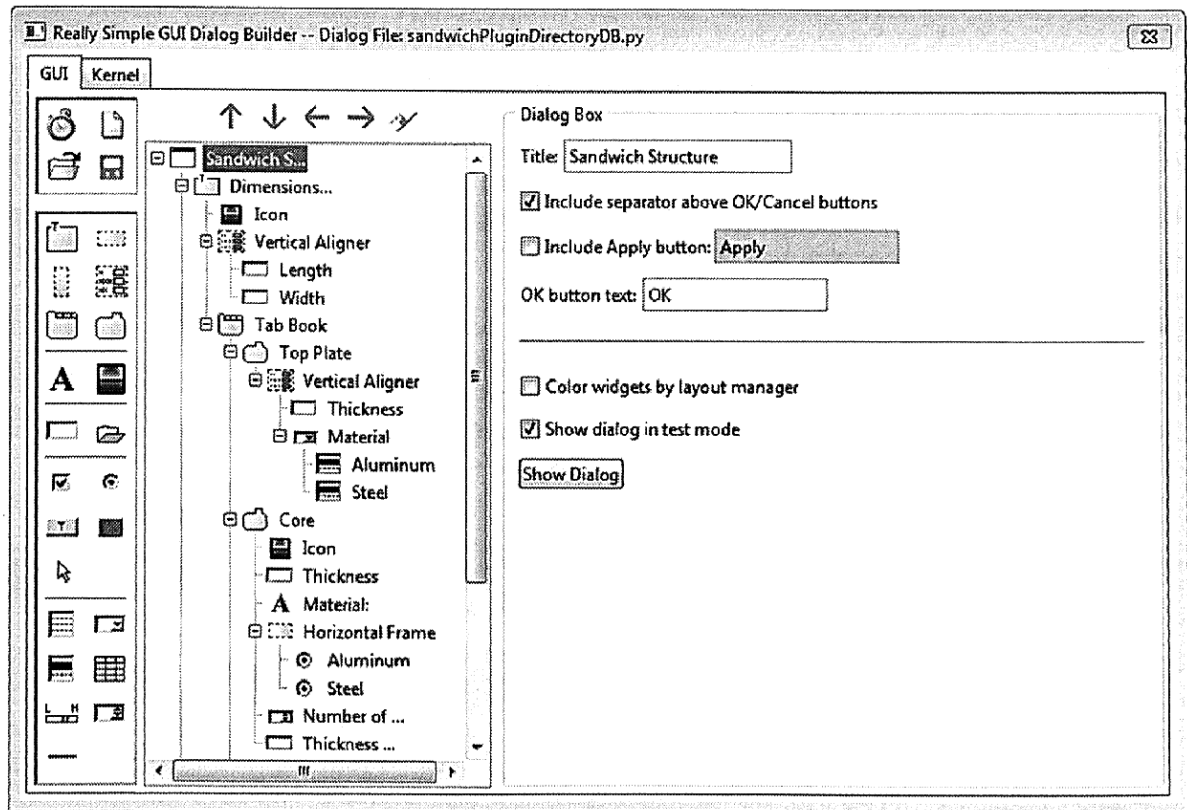 Really Simple GUI Dialog Builder -- Dialog File: sandwichPluginDirectoryDB.py
GUI Kernel
Sandwich S...
Dimensions...
Icon
Vertical Aligner
Length
Width
Tab Book
Top Plate
Vertical Aligner
Thickness
Material
Aluminum
Steel
Core
Icon
Thickness
A Material:
Horizontal Frame
Aluminum
Steel
Number of ...
Thickness ...
T
A
T
L H
Dialog Box
Title: Sandwich Structure
Include separator above OK/Cancel buttons
Include Apply button: Apply
OK button text: OK
Color widgets by layout manager
Show dialog in test mode
Show Dialog